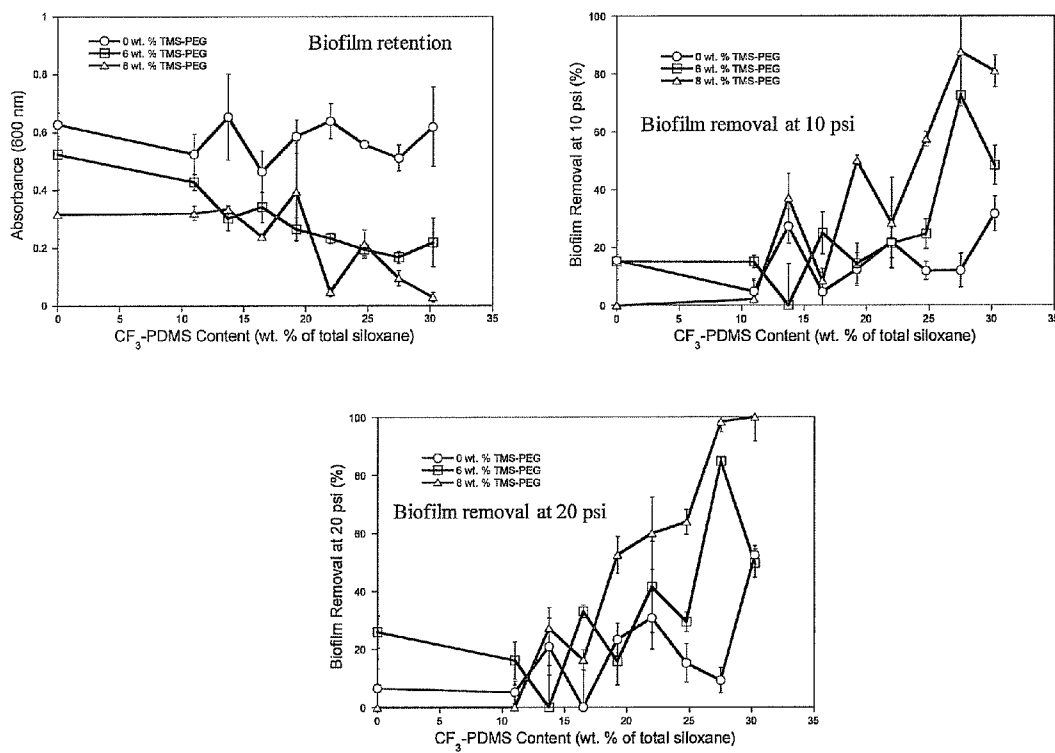 Biofilm retention
0 wt. % TMS-PEG
6 wt. % TMS-PEG
8 wt. % TMS-PEG
Absorbance (600 nm)
1
0.8
0.6
0.4
0.2
0
0 5 10 15 20 25 30 35
CF3-PDMS Content (wt. % of total siloxane)
Biofilm removal at 10 psi
0 wt. % TMS-PEG
6 wt. % TMS-PEG
8 wt. % TMS-PEG
Biofilm Removal at 10 psi (%)
100
80
60
40
20
0
0 5 10 15 20 25 30 35
CF3-PDMS Content (wt. % of total siloxane)
Biofilm removal at 20 psi
0 wt. % TMS-PEG
6 wt. % TMS-PEG
8 wt. % TMS-PEG
Biofilm Removal at 20 psi (%)
100
80
60
40
20
0
0 5 10 15 20 25 30 35
CF3-PDMS Content (wt. % of total siloxane)